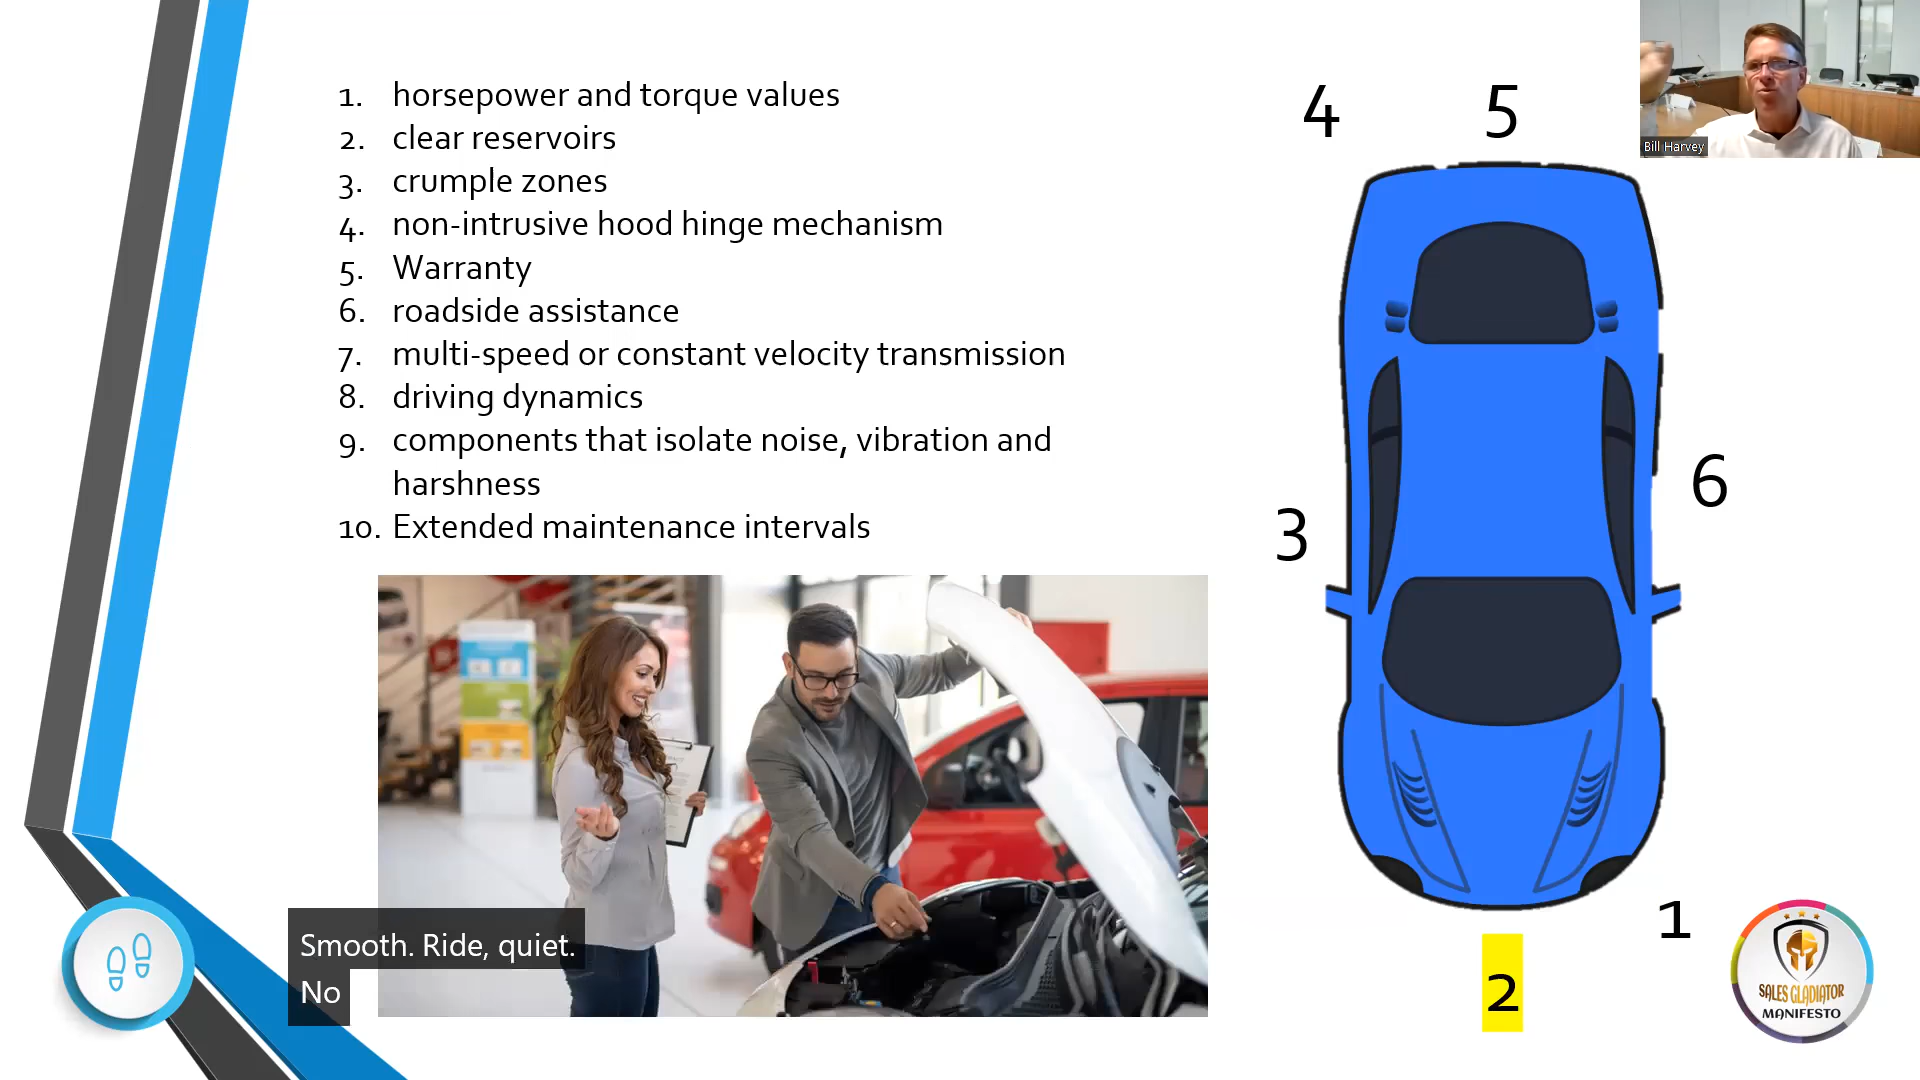 1. horsepower and torque values
2. clear reservoirs
3. crumple zones
4. non-intrusive hood hinge mechanism
5. Warranty
6. roadside assistance
7. multi-speed or constant velocity transmission
8. driving dynamics
9. components that isolate noise, vibration and
harshness
10. Extended maintenance intervals
4
5
Bill Harvey
6
3
1
2
SALES GLADIATOR
MANIFESTO
Smooth. Ride, quiet.
No